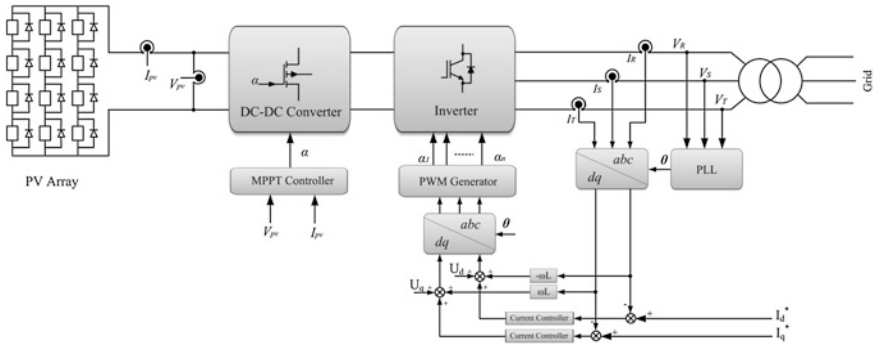 I_R
V_R
V_S
V_T
I_S
I_T
I_pv
V_pv
α
DC-DC Converter
Inverter
Grid
α
α_1
α_n
abc
dq
θ
PLL
PV Array
MPPT Controller
PWM Generator
V_pv
I_pv
abc
dq
θ
U_d
-ωL
U_q
ωL
Current Controller
I_d*
Current Controller
I_q*